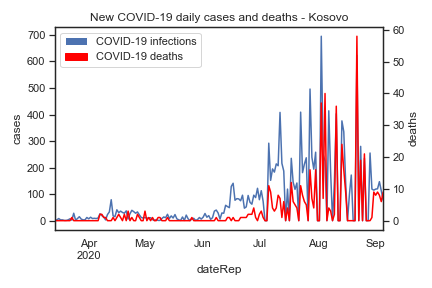 New COVID-19 daily cases and deaths - Kosovo
COVID-19 infections
COVID-19 deaths
700
600
500
400
300
200
100
0
cases
60
50
40
30
20
10
0
deaths
Apr
2020
May
Jun
Jul
Aug
Sep
dateRep